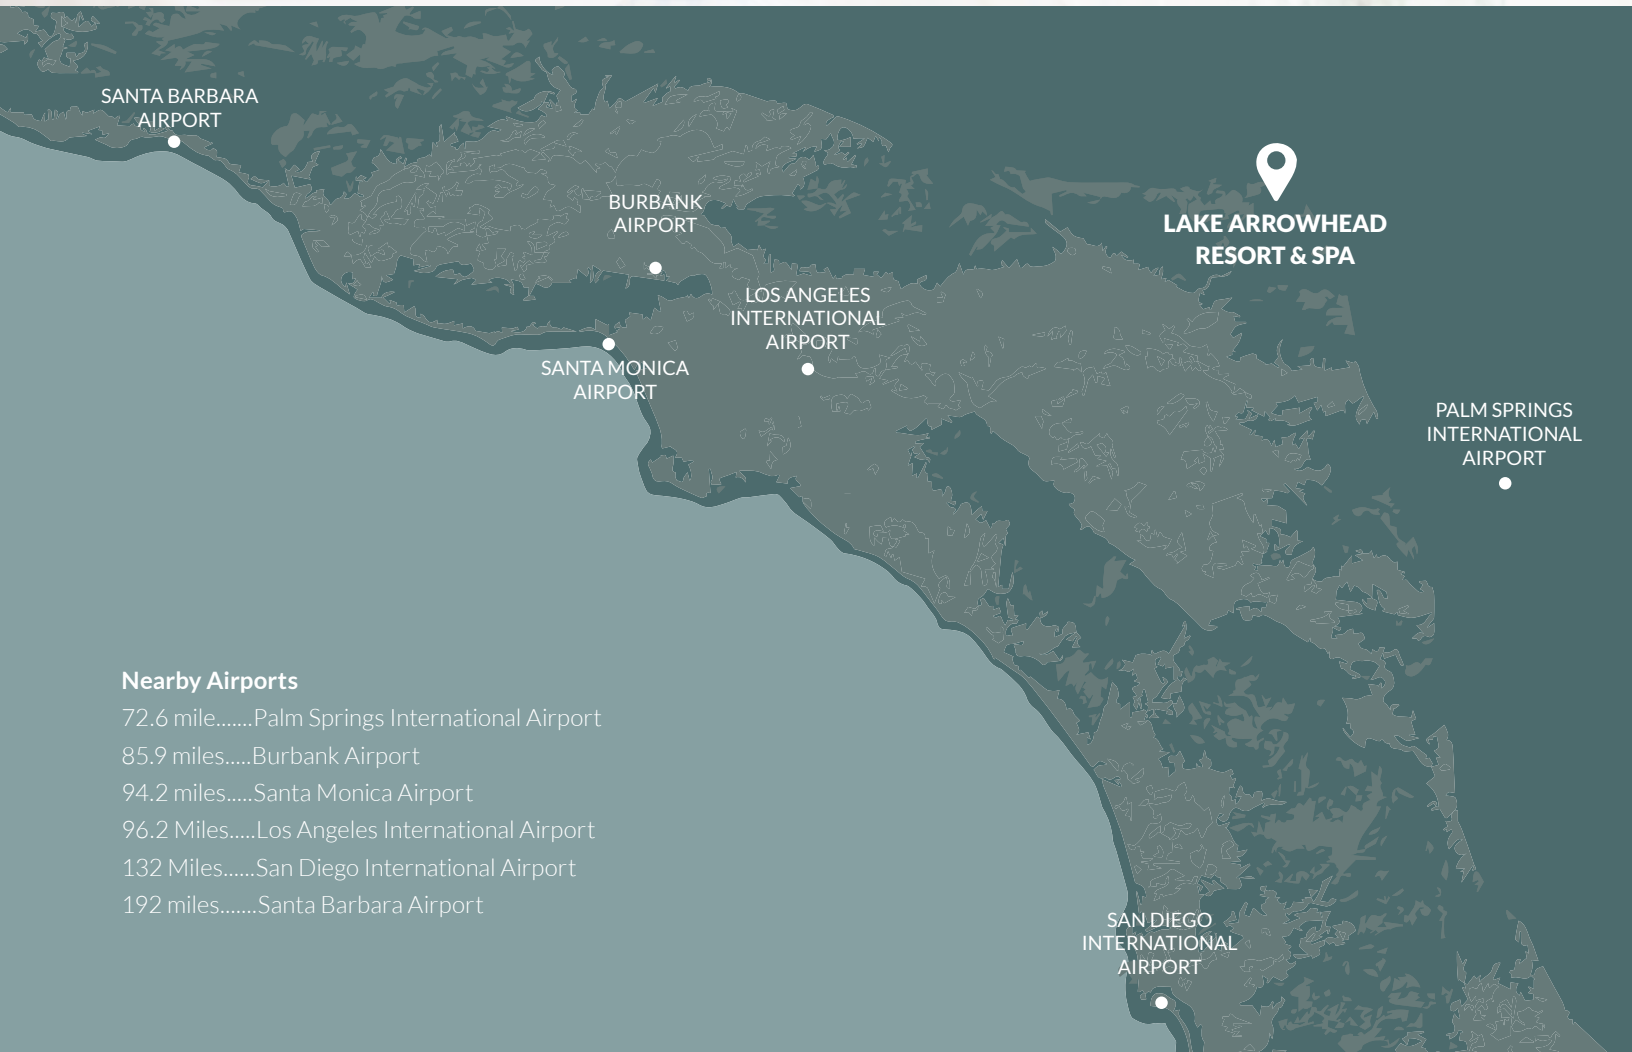 SANTA BARBARA
AIRPORT
BURBANK
AIRPORT
LAKE ARROWHEAD
RESORT & SPA
LOS ANGELES
INTERNATIONAL
AIRPORT
SANTA MONICA
AIRPORT
PALM SPRINGS
INTERNATIONAL
AIRPORT
Nearby Airports
72.6 mile.......Palm Springs International Airport
85.9 miles.....Burbank Airport
94.2 miles.....Santa Monica Airport
96.2 Miles.....Los Angeles International Airport
132 Miles......San Diego International Airport
192 miles.......Santa Barbara Airport
SAN DIEGO
INTERNATIONAL
AIRPORT